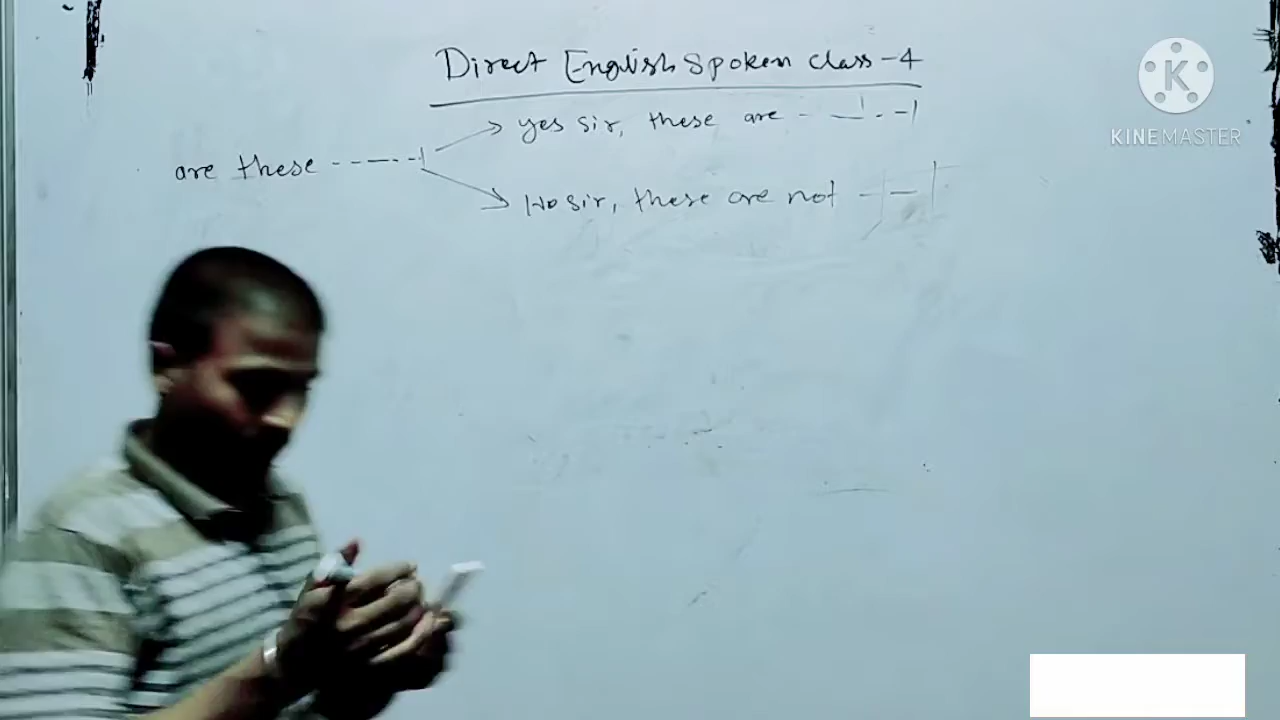 Direct English Spoken class-4
yes sir, these are - — . -|
are these - - - - - -|
No sir, these are not - | - |
KINEMASTER